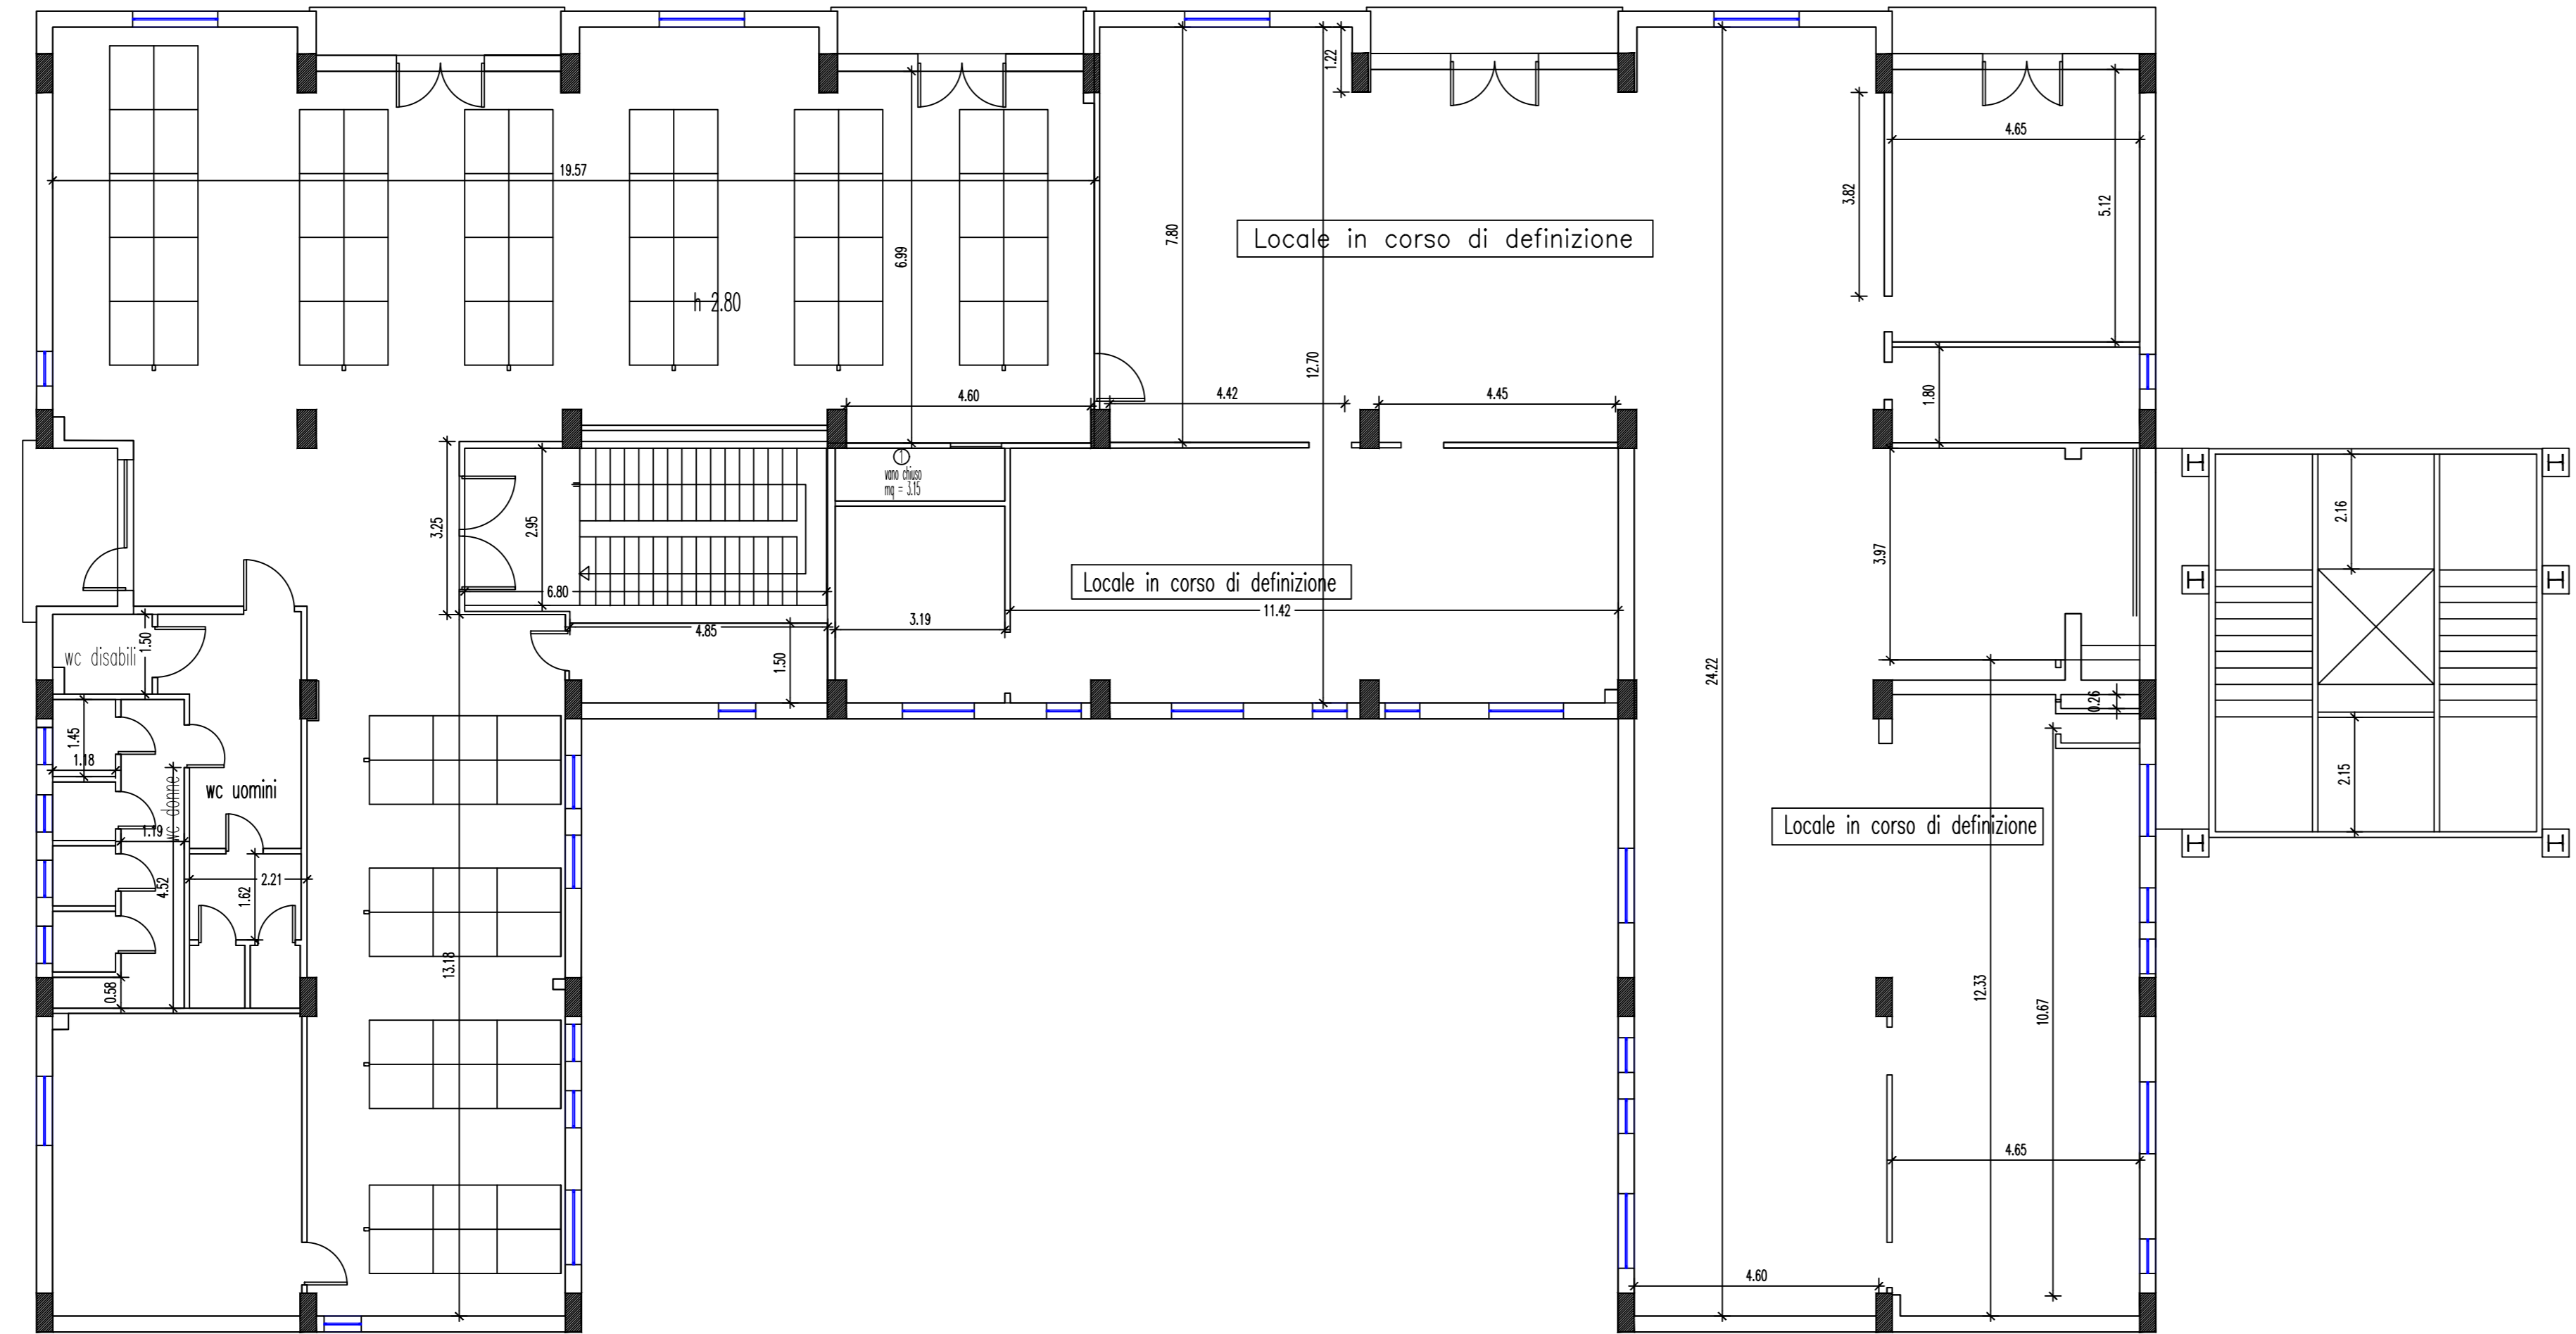 1.22
4.65
19.57
3.82
5.12
7.80
Locale in corso di definizione
6.99
h 2.80
12.70
4.60
4.42
4.45
1.80
1
vano chiuso
mq = 3.15
3.25
2.95
2.16
3.97
Locale in corso di definizione
6.80
11.42
3.19
4.85
1.50
wc disabili
1.50
24.22
0.26
1.45
1.18
wc donne
wc uomini
2.15
Locale in corso di definizione
1.19
4.52
2.21
1.62
13.18
0.58
12.33
10.67
4.65
4.60
H
H
H
H
H
H